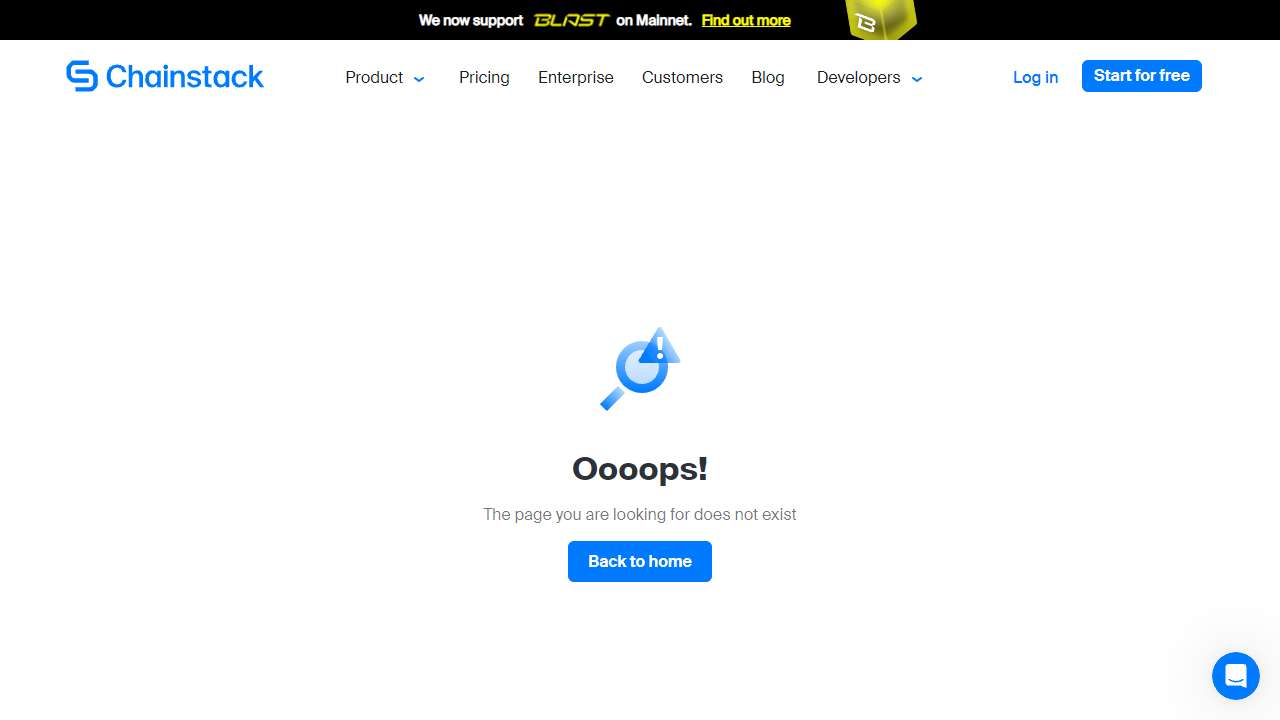 We now support BLAST on Mainnet. Find out more
Chainstack Product Pricing Enterprise Customers Blog Developers Log in Start for free
Oooops!
The page you are looking for does not exist
Back to home